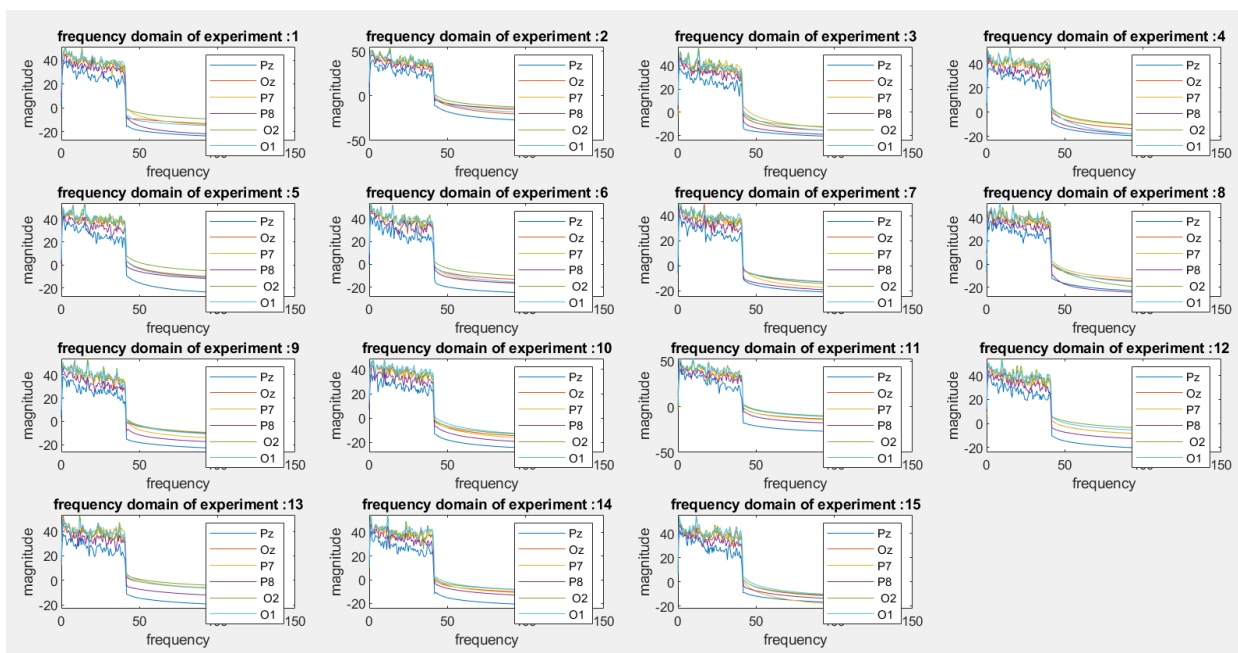 frequency domain of experiment :1
magnitude
40
20
0
-20
Pz
Oz
P7
P8
O2
O1
0 50 150
frequency
frequency domain of experiment :2
magnitude
50
0
-50
Pz
Oz
P7
P8
O2
O1
0 50 150
frequency
frequency domain of experiment :3
magnitude
40
20
0
-20
Pz
Oz
P7
P8
O2
O1
0 50 150
frequency
frequency domain of experiment :4
magnitude
40
20
0
-20
Pz
Oz
P7
P8
O2
O1
0 50 150
frequency
frequency domain of experiment :5
magnitude
40
20
0
-20
Pz
Oz
P7
P8
O2
O1
0 50 150
frequency
frequency domain of experiment :6
magnitude
40
20
0
-20
Pz
Oz
P7
P8
O2
O1
0 50 150
frequency
frequency domain of experiment :7
magnitude
40
20
0
-20
Pz
Oz
P7
P8
O2
O1
0 50 150
frequency
frequency domain of experiment :8
magnitude
40
20
0
-20
Pz
Oz
P7
P8
O2
O1
0 50 150
frequency
frequency domain of experiment :9
magnitude
40
20
0
-20
Pz
Oz
P7
P8
O2
O1
0 50 150
frequency
frequency domain of experiment :10
magnitude
40
20
0
-20
Pz
Oz
P7
P8
O2
O1
0 50 150
frequency
frequency domain of experiment :11
magnitude
50
0
-50
Pz
Oz
P7
P8
O2
O1
0 50 150
frequency
frequency domain of experiment :12
magnitude
40
20
0
-20
Pz
Oz
P7
P8
O2
O1
0 50 150
frequency
frequency domain of experiment :13
magnitude
40
20
0
-20
Pz
Oz
P7
P8
O2
O1
0 50 150
frequency
frequency domain of experiment :14
magnitude
40
20
0
-20
Pz
Oz
P7
P8
O2
O1
0 50 150
frequency
frequency domain of experiment :15
magnitude
40
20
0
-20
Pz
Oz
P7
P8
O2
O1
0 50 150
frequency